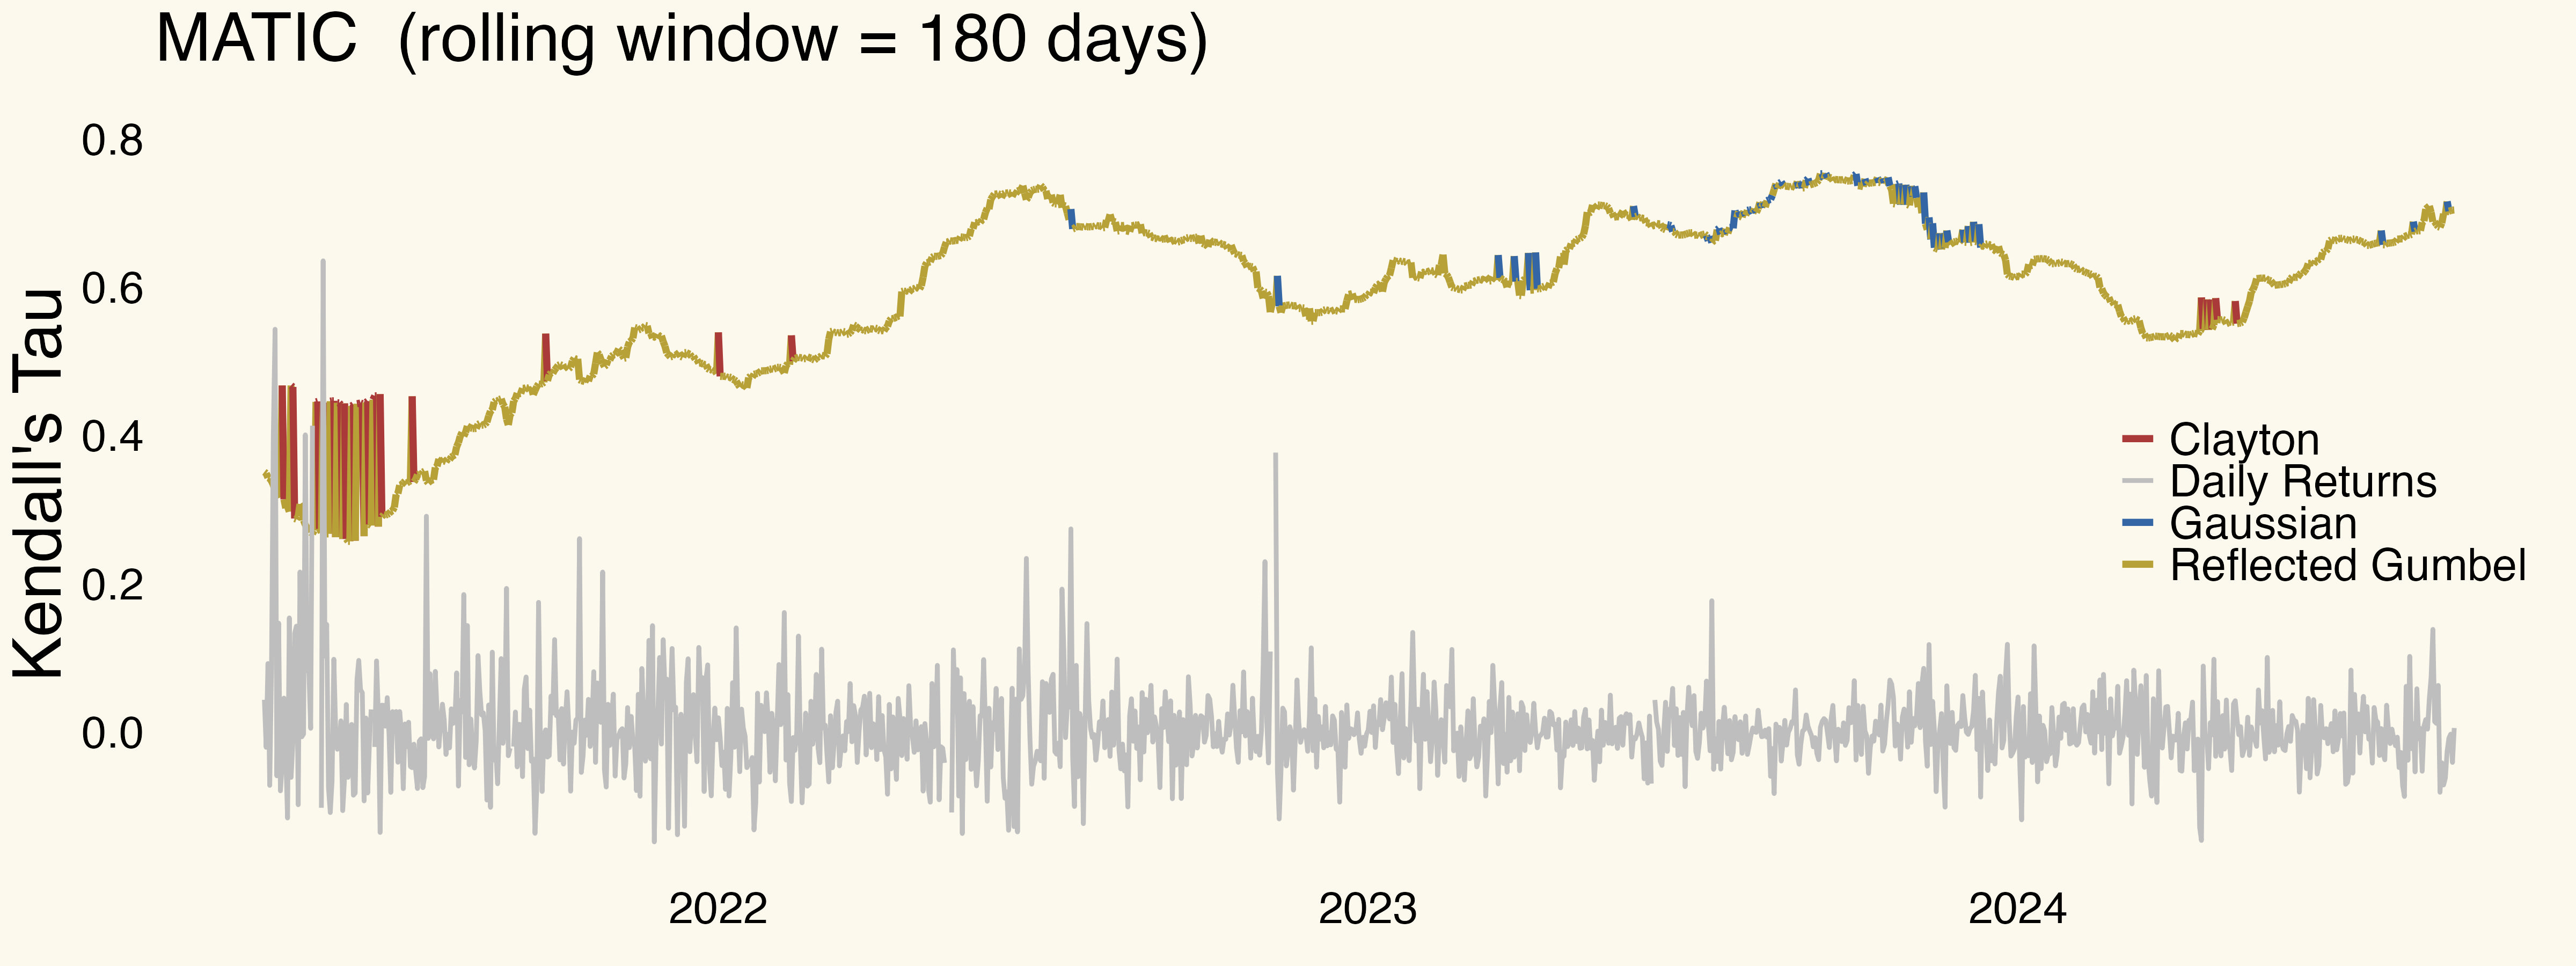 MATIC  (rolling window = 180 days)
Kendall's Tau
0.8
0.6
0.4
0.2
0.0
Clayton
Daily Returns
Gaussian
Reflected Gumbel
2022
2023
2024